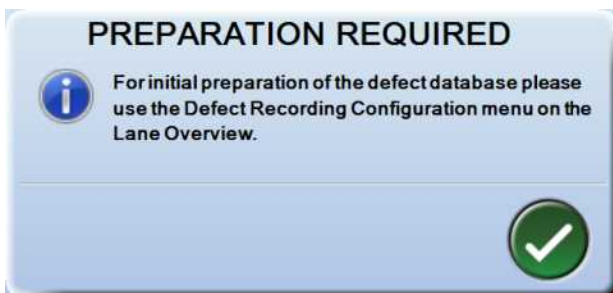 PREPARATION REQUIRED
For initial preparation of the defect database please
use the Defect Recording Configuration menu on the
Lane Overview.